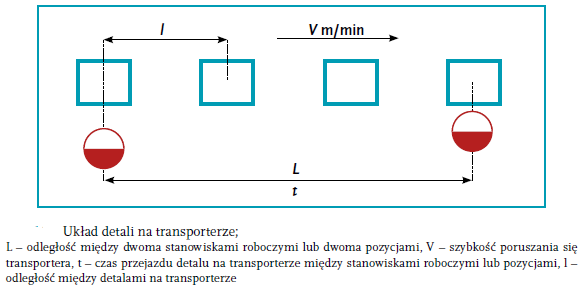 l
V m/min
L
t
Układ detali na transporterze;
L – odległość między dwoma stanowiskami roboczymi lub dwoma pozycjami, V – szybkość poruszania się
transportera, t – czas przejazdu detalu na transporterze między stanowiskami roboczymi lub pozycjami, l –
odległość między detalami na transporterze